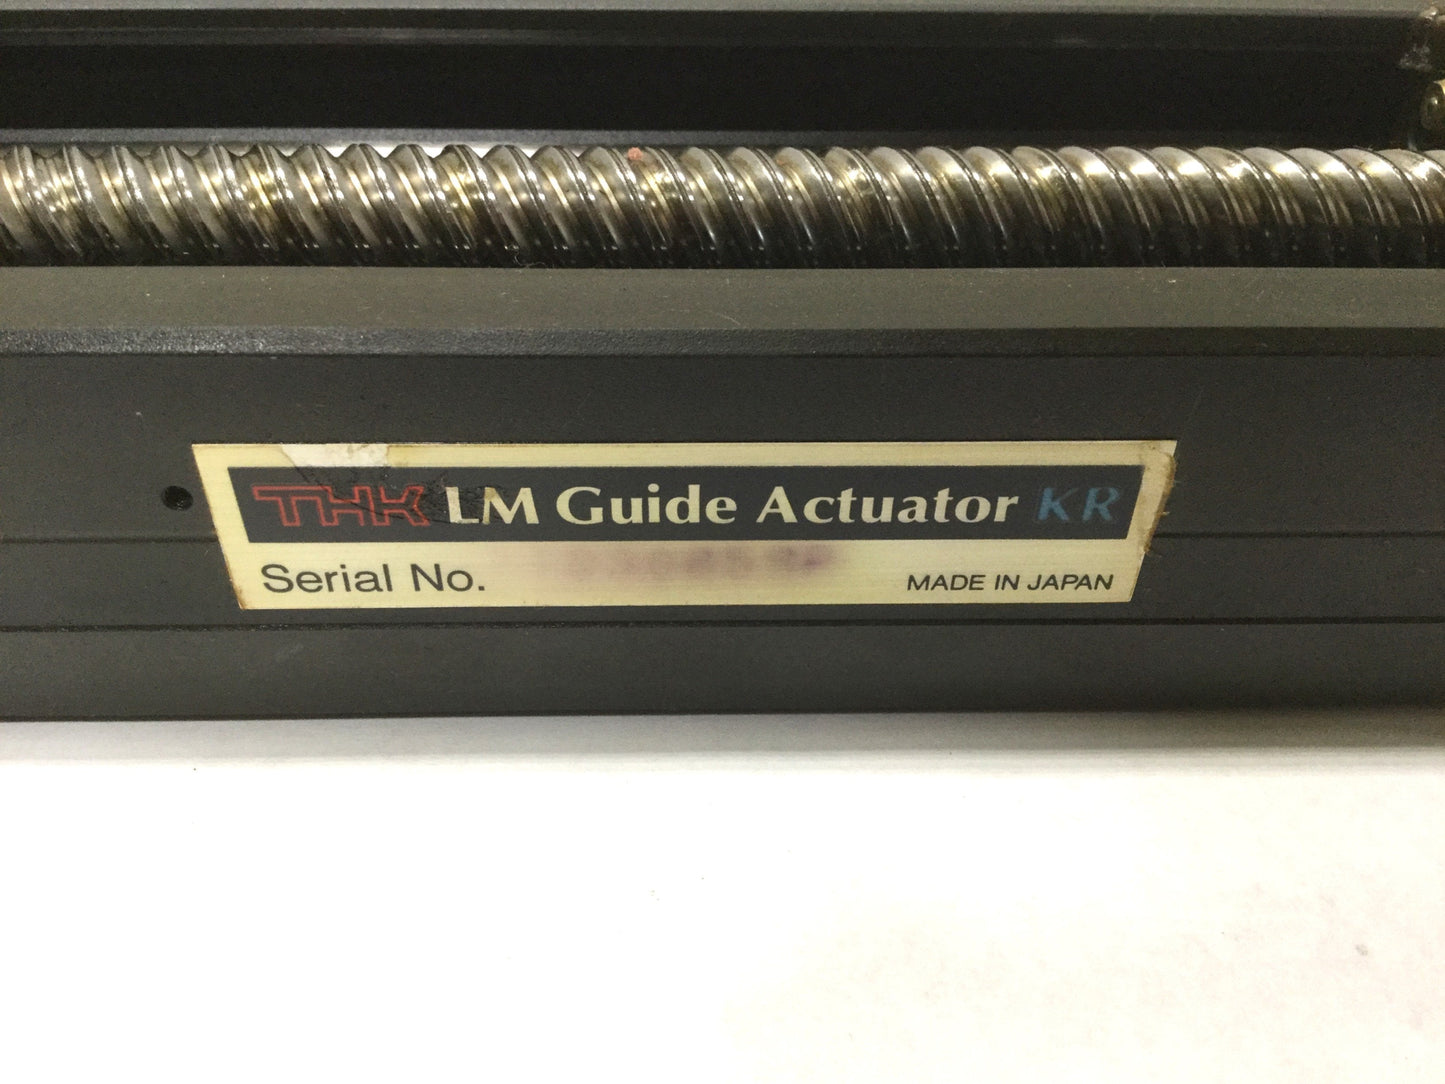 THK LM Guide Actuator KR
Serial No.
MADE IN JAPAN